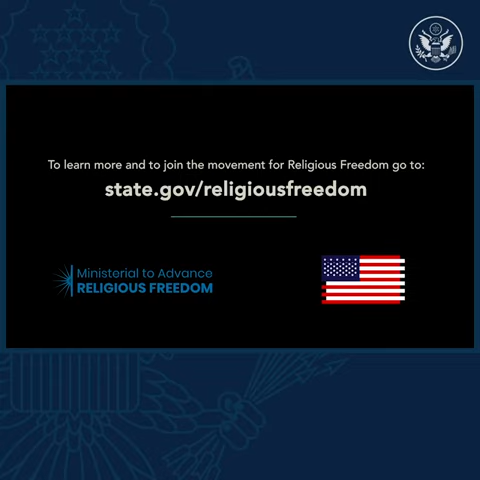 To learn more and to join the movement for Religious Freedom go to:
state.gov/religiousfreedom
Ministerial to Advance
RELIGIOUS FREEDOM